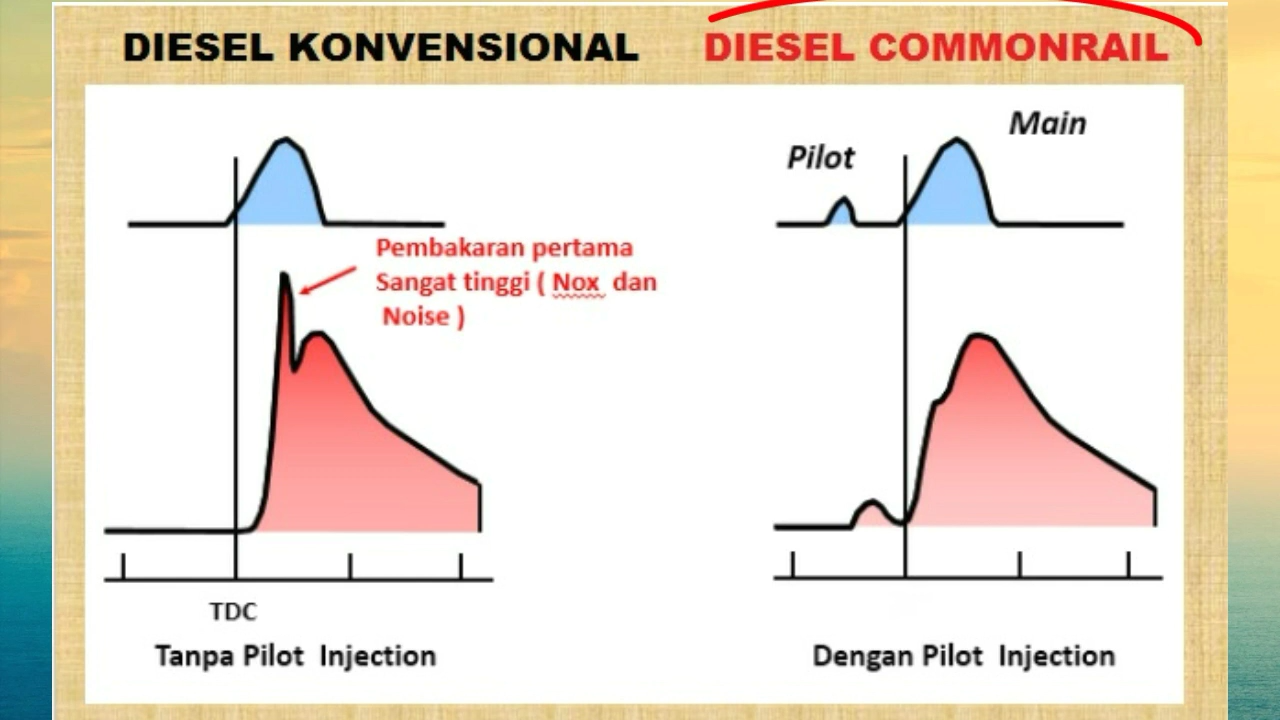 DIESEL KONVENSIONAL
DIESEL COMMONRAIL
Pembakaran pertama
Sangat tinggi ( Nox dan
Noise )
TDC
Tanpa Pilot Injection
Pilot
Main
Dengan Pilot Injection